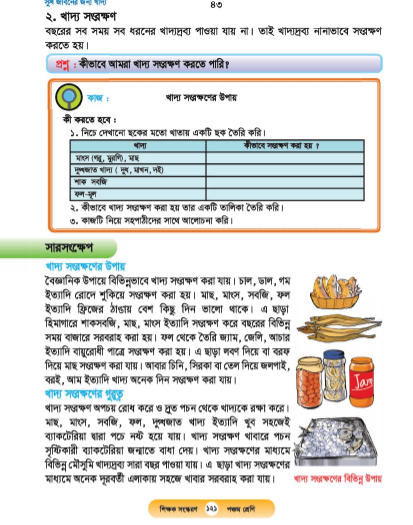 সুস্থ জীবনের জন্য খাদ্য
৪৩
২. খাদ্য সংরক্ষণ
বছরের সব সময় সব ধরনের খাদ্যদ্রব্য পাওয়া যায় না। তাই খাদ্যদ্রব্য নানাভাবে সংরক্ষণ
করতে হয়।
প্রশ্ন : কীভাবে আমরা খাদ্য সংরক্ষণ করতে পারি?
কাজ : খাদ্য সংরক্ষণের উপায়
কী করতে হবে :
১. নিচে দেখানো ছকের মতো খাতায় একটি ছক তৈরি করি।
খাদ্য কীভাবে সংরক্ষণ করা হয় ?
মাংস (গরু, মুরগি), মাছ
দুগ্ধজাত খাদ্য ( দুধ, মাখন, দই)
শাক সবজি
ফল-মূল
২. কীভাবে খাদ্য সংরক্ষণ করা হয় তার একটি তালিকা তৈরি করি।
৩. কাজটি নিয়ে সহপাঠীদের সাথে আলোচনা করি।
সারসংক্ষেপ
খাদ্য সংরক্ষণের উপায়
বৈজ্ঞানিক উপায়ে বিভিন্নভাবে খাদ্য সংরক্ষণ করা যায়। চাল, ডাল, গম
ইত্যাদি রোদে শুকিয়ে সংরক্ষণ করা হয়। মাছ, মাংস, সবজি, ফল
ইত্যাদি ফ্রিজের ঠাণ্ডায় বেশ কিছু দিন ভালো থাকে। এ ছাড়া
হিমাগারে শাকসবজি, মাছ, মাংস ইত্যাদি সংরক্ষণ করে বছরের বিভিন্ন
সময় বাজারে সরবরাহ করা হয়। ফল থেকে তৈরি জ্যাম, জেলি, আচার
ইত্যাদি বায়ুরোধী পাত্রে সংরক্ষণ করা হয়। এ ছাড়া লবণ দিয়ে বা বরফ
দিয়ে মাছ সংরক্ষণ করা যায়। আবার চিনি, সিরকা বা তেল দিয়ে জলপাই,
বরই, আম ইত্যাদি খাদ্য অনেক দিন সংরক্ষণ করা যায়।
খাদ্য সংরক্ষণের গুরুত্ব
খাদ্য সংরক্ষণ অপচয় রোধ করে ও দ্রুত পচন থেকে খাদ্যকে রক্ষা করে।
মাছ, মাংস, সবজি, ফল, দুগ্ধজাত খাদ্য ইত্যাদি খুব সহজেই
ব্যাকটেরিয়া দ্বারা পচে নষ্ট হয়ে যায়। খাদ্য সংরক্ষণ খাবারে পচন
সৃষ্টিকারী ব্যাকটেরিয়া জন্মাতে বাধা দেয়। খাদ্য সংরক্ষণের মাধ্যমে
বিভিন্ন মৌসুমি খাদ্যদ্রব্য সারা বছর পাওয়া যায়। এ ছাড়া খাদ্য সংরক্ষণের
মাধ্যমে অনেক দূরবর্তী এলাকায় সহজে খাবার সরবরাহ করা যায়।
Jam
খাদ্য সংরক্ষণের বিভিন্ন উপায়
শিক্ষক সংস্করণ ১২১ পঞ্চম শ্রেণি